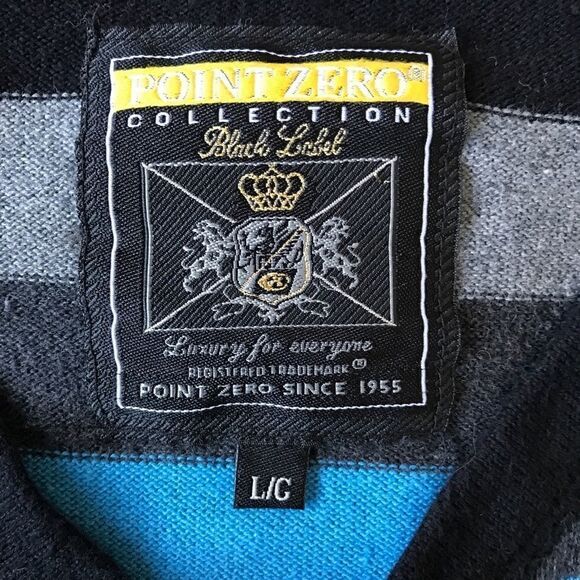 POINT ZERO®
COLLECTION
Black Label
Luxury for everyone
REGISTERED TRADEMARK ®
POINT ZERO SINCE 1955
L/G